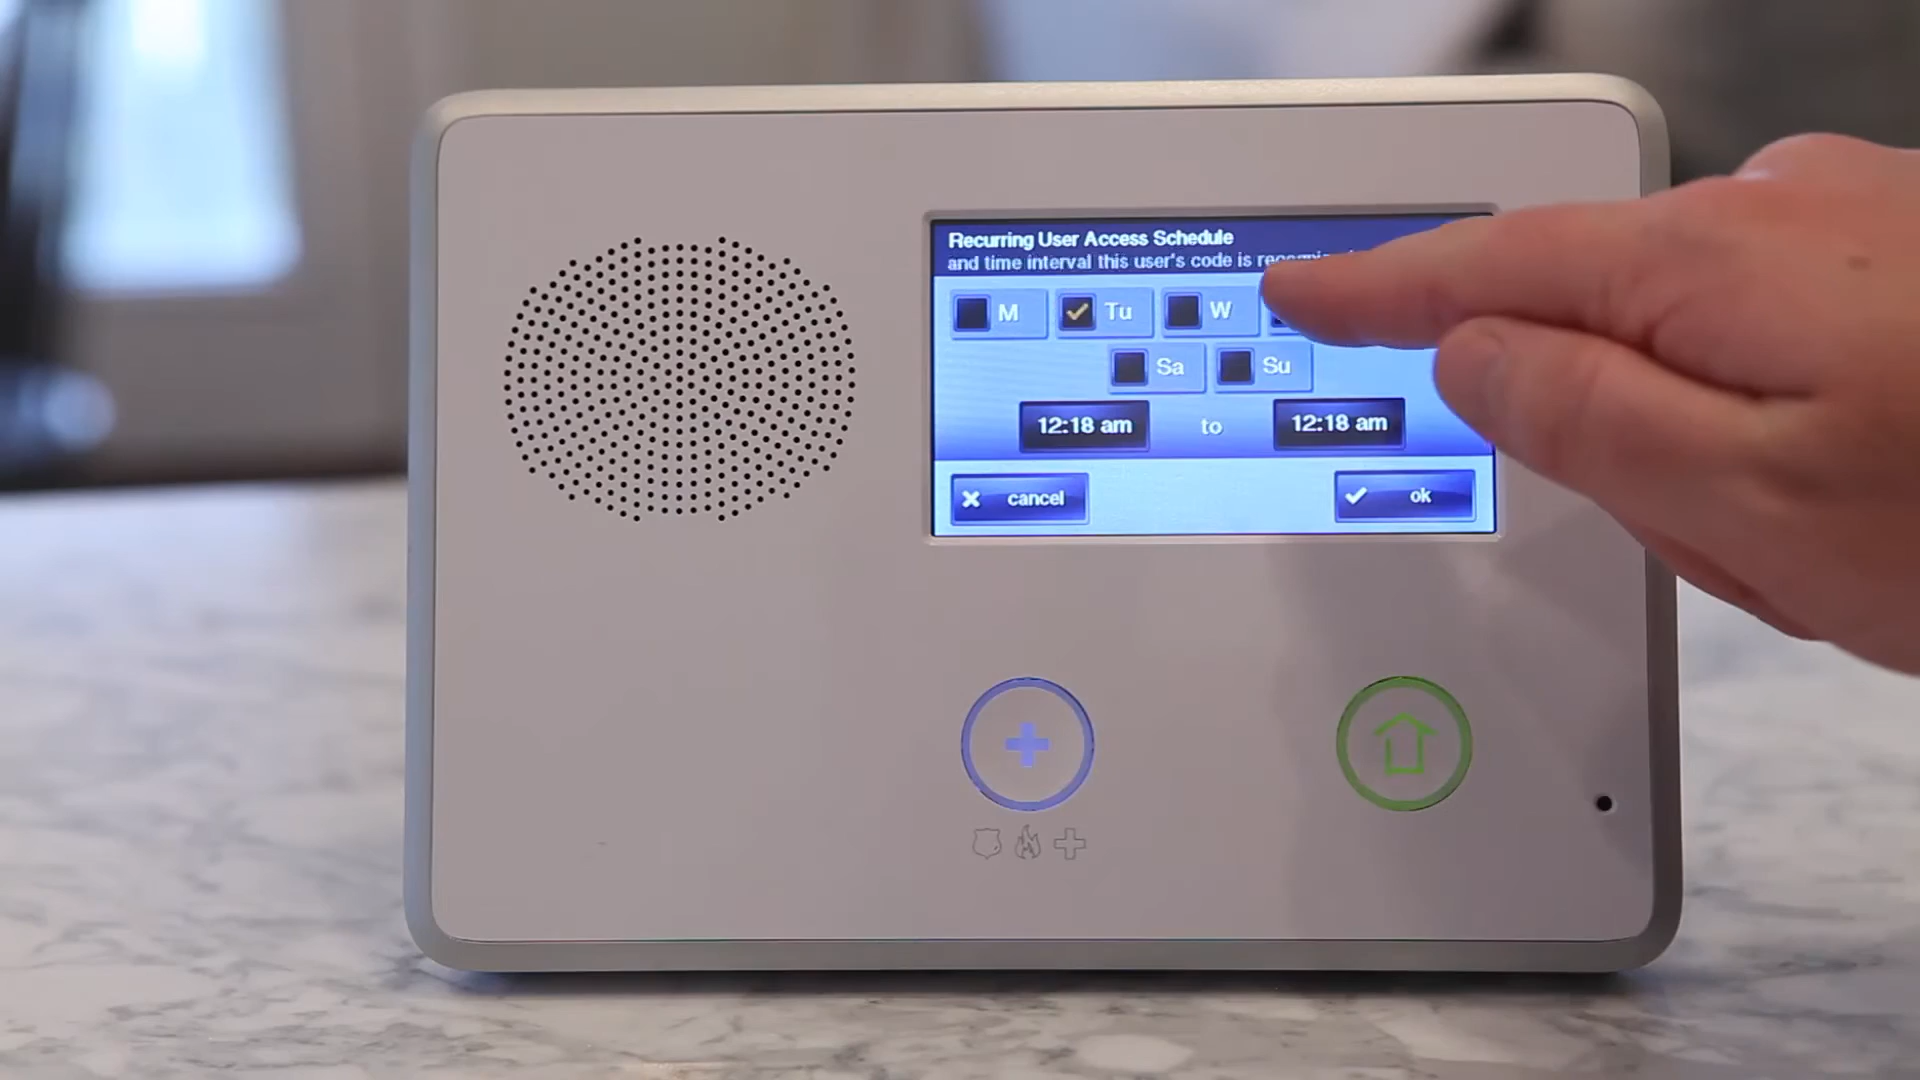 Recurring User Access Schedule
and time interval this user's code is
M Tu W
Sa Su
12:18 am to 12:18 am
cancel ok